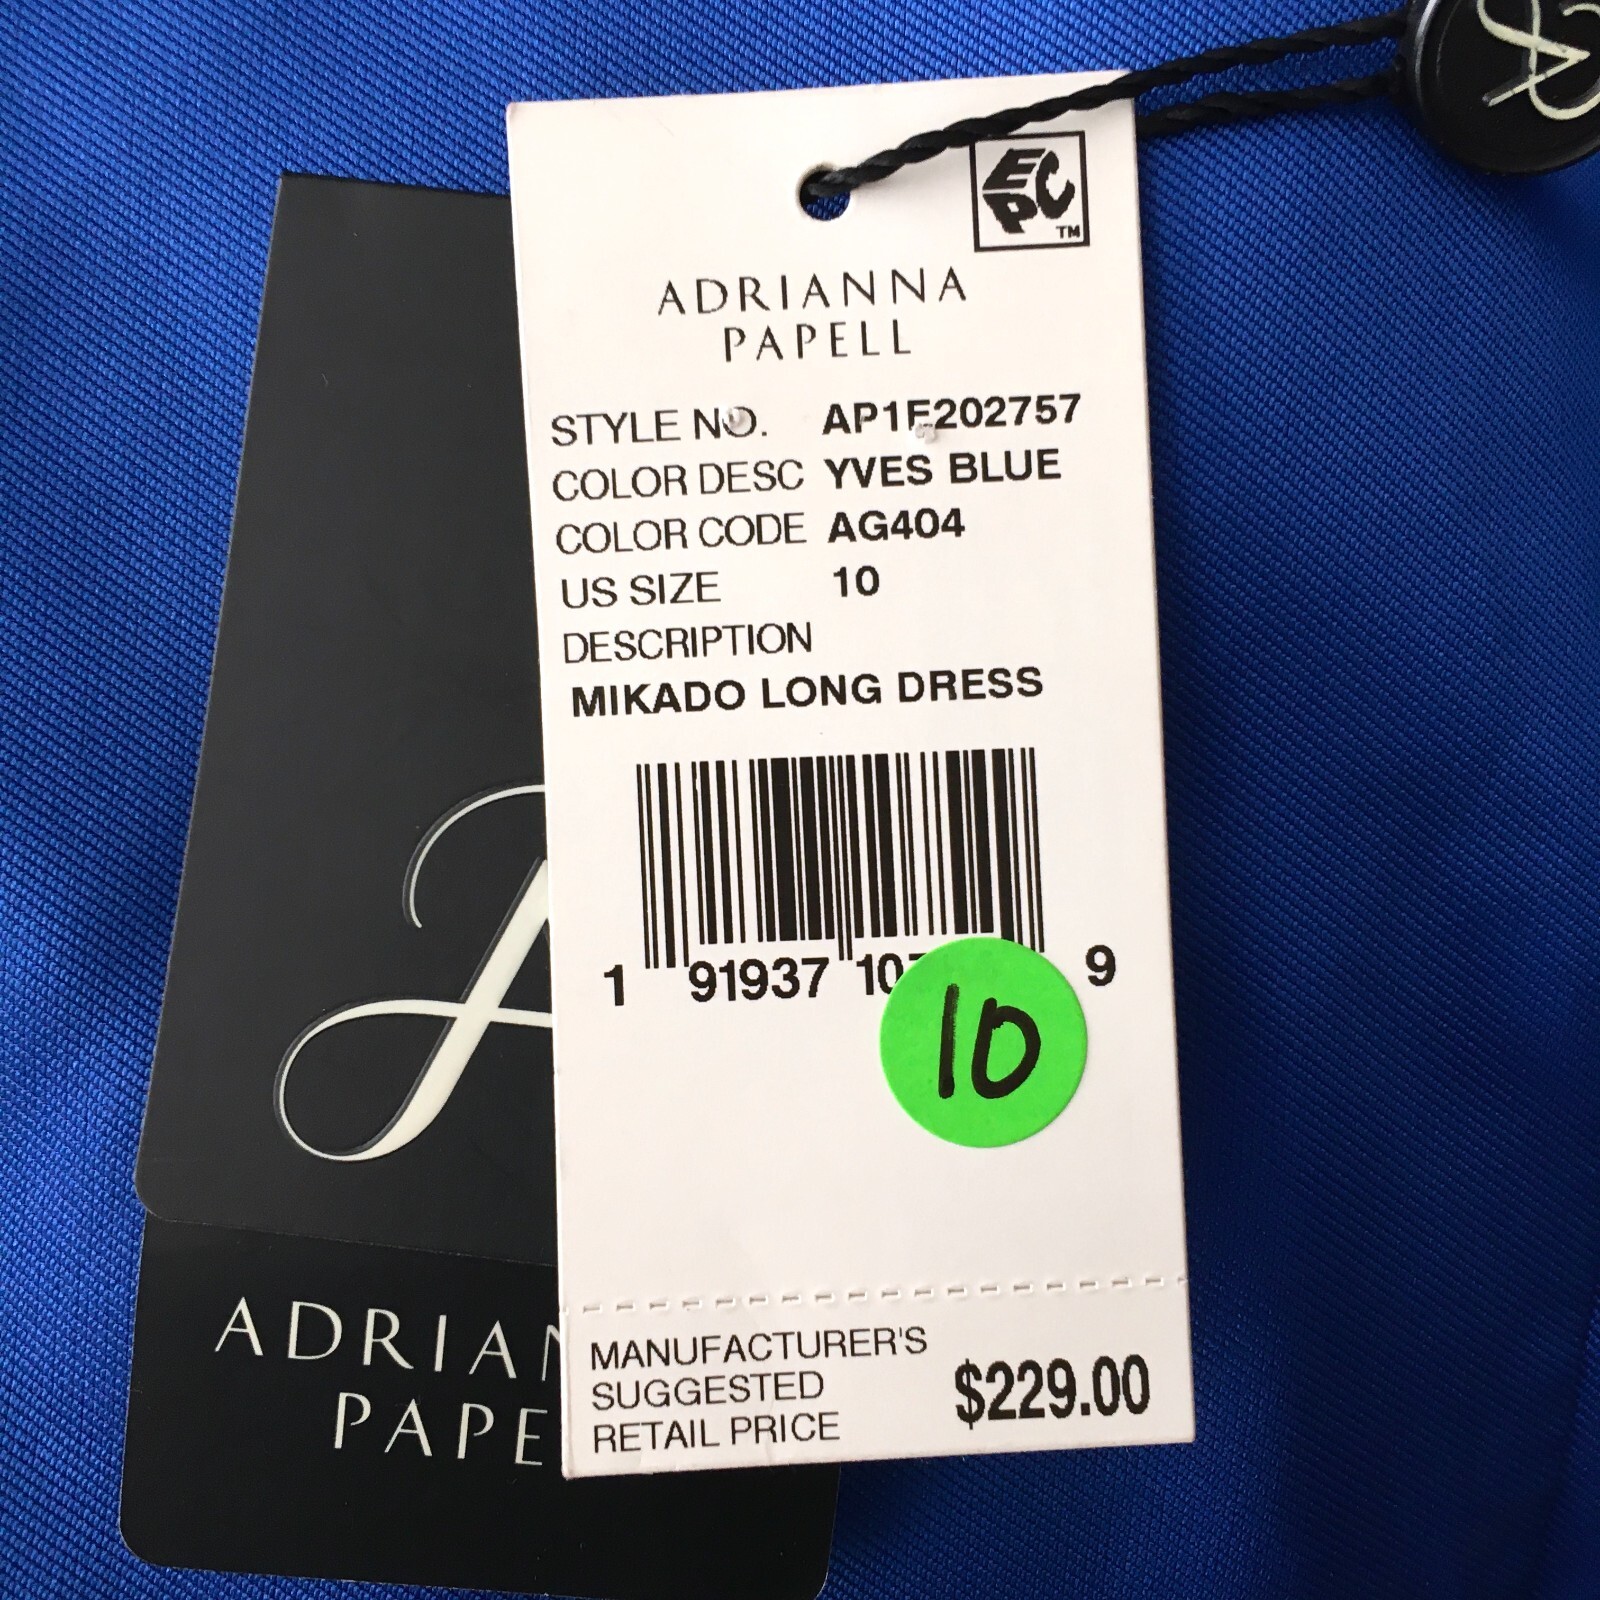 EPC™
ADRIANNA
PAPELL
STYLE NO. AP1E202757
COLOR DESC YVES BLUE
COLOR CODE AG404
US SIZE 10
DESCRIPTION
MIKADO LONG DRESS
1 91937 10 9
10
MANUFACTURER'S
SUGGESTED
RETAIL PRICE
$229.00
A
ADRIAN
PAPE